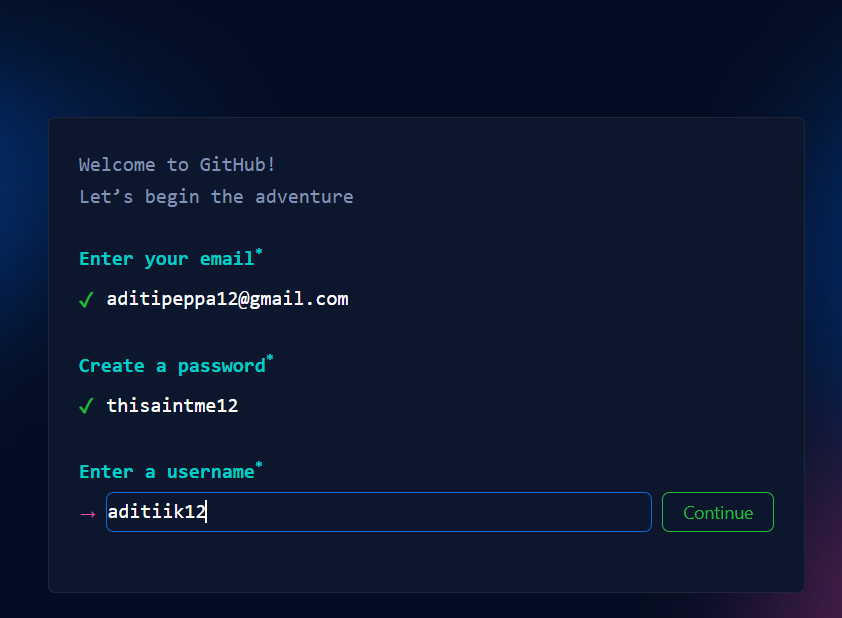 Welcome to GitHub!
Let’s begin the adventure
Enter your email*
✓ aditipeppa12@gmail.com
Create a password*
✓ thisaintme12
Enter a username*
→ aditiik12
Continue